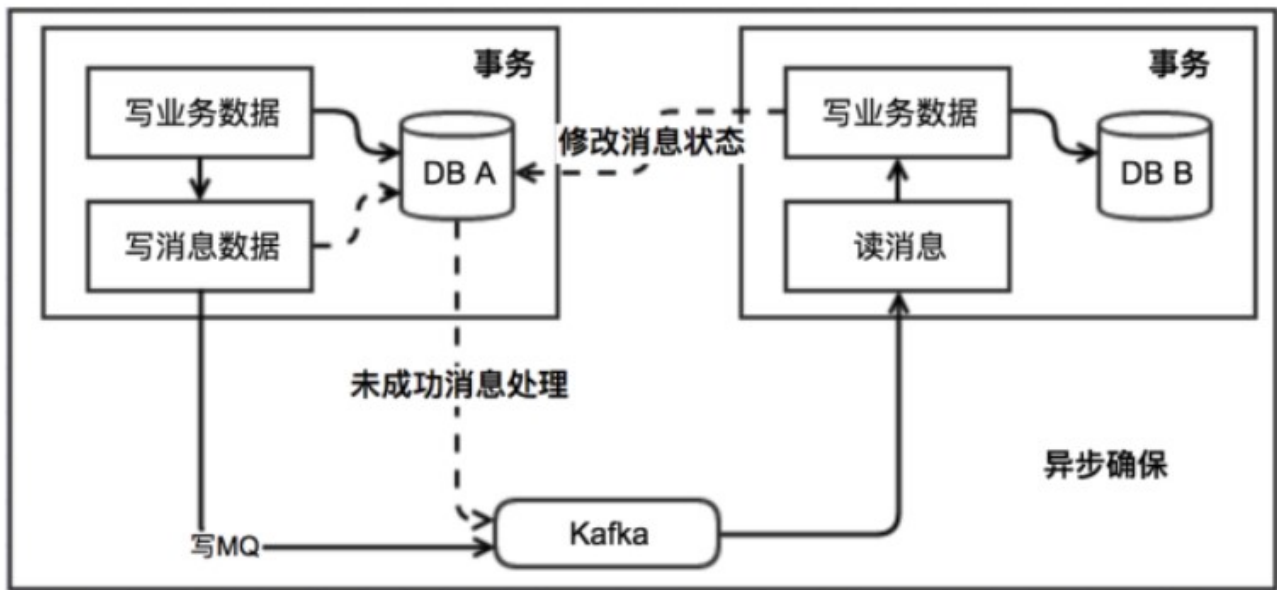 事务
写业务数据
DB A
写消息数据
修改消息状态
事务
写业务数据
DB B
读消息
未成功消息处理
异步确保
写MQ
Kafka